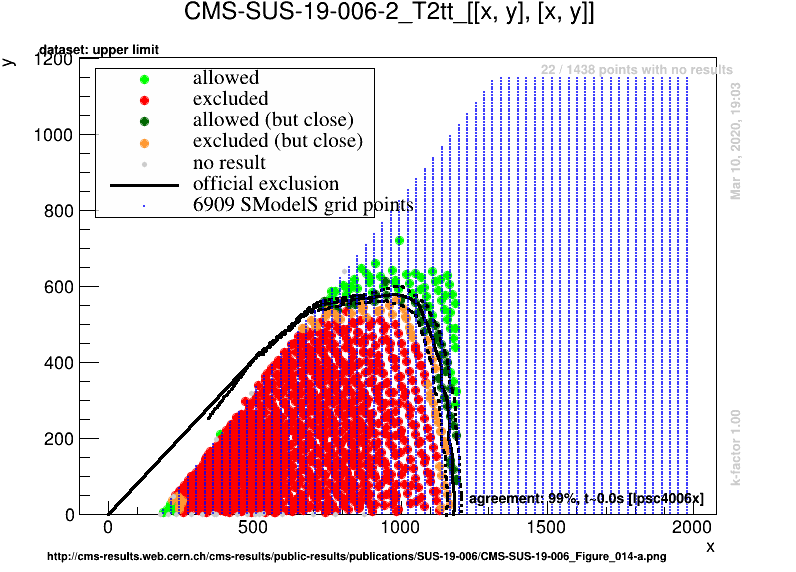 CMS-SUS-19-006-2_T2tt_[[x, y], [x, y]]
dataset: upper limit
y
22 / 1438 points with no results
allowed
excluded
allowed (but close)
excluded (but close)
no result
official exclusion
6909 SModelS grid points
1200
1000
800
600
400
200
0
Mar 10, 2020, 19:03
k-factor 1.00
agreement: 99%, t~0.0s [lpsc4006x]
0 500 1000 1500 2000
x
http://cms-results.web.cern.ch/cms-results/public-results/publications/SUS-19-006/CMS-SUS-19-006_Figure_014-a.png